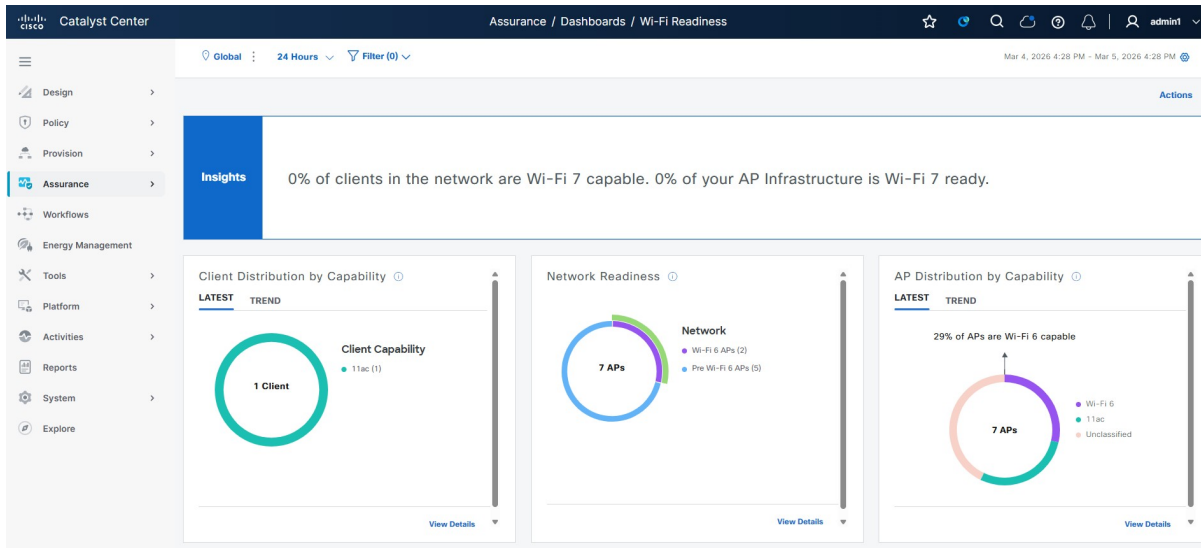 CISCO Catalyst Center
Assurance / Dashboards / Wi-Fi Readiness
admin1
Global
24 Hours
Filter (0)
Mar 4, 2026 4:28 PM - Mar 5, 2026 4:28 PM
Design
Policy
Provision
Assurance
Workflows
Energy Management
Tools
Platform
Activities
Reports
System
Explore
Actions
Insights
0% of clients in the network are Wi-Fi 7 capable. 0% of your AP Infrastructure is Wi-Fi 7 ready.
Client Distribution by Capability
LATEST TREND
1 Client
Client Capability
11ac (1)
View Details
Network Readiness
7 APs
Network
Wi-Fi 6 APs (2)
Pre Wi-Fi 6 APs (5)
View Details
AP Distribution by Capability
LATEST TREND
29% of APs are Wi-Fi 6 capable
7 APs
Wi-Fi 6
11ac
Unclassified
View Details